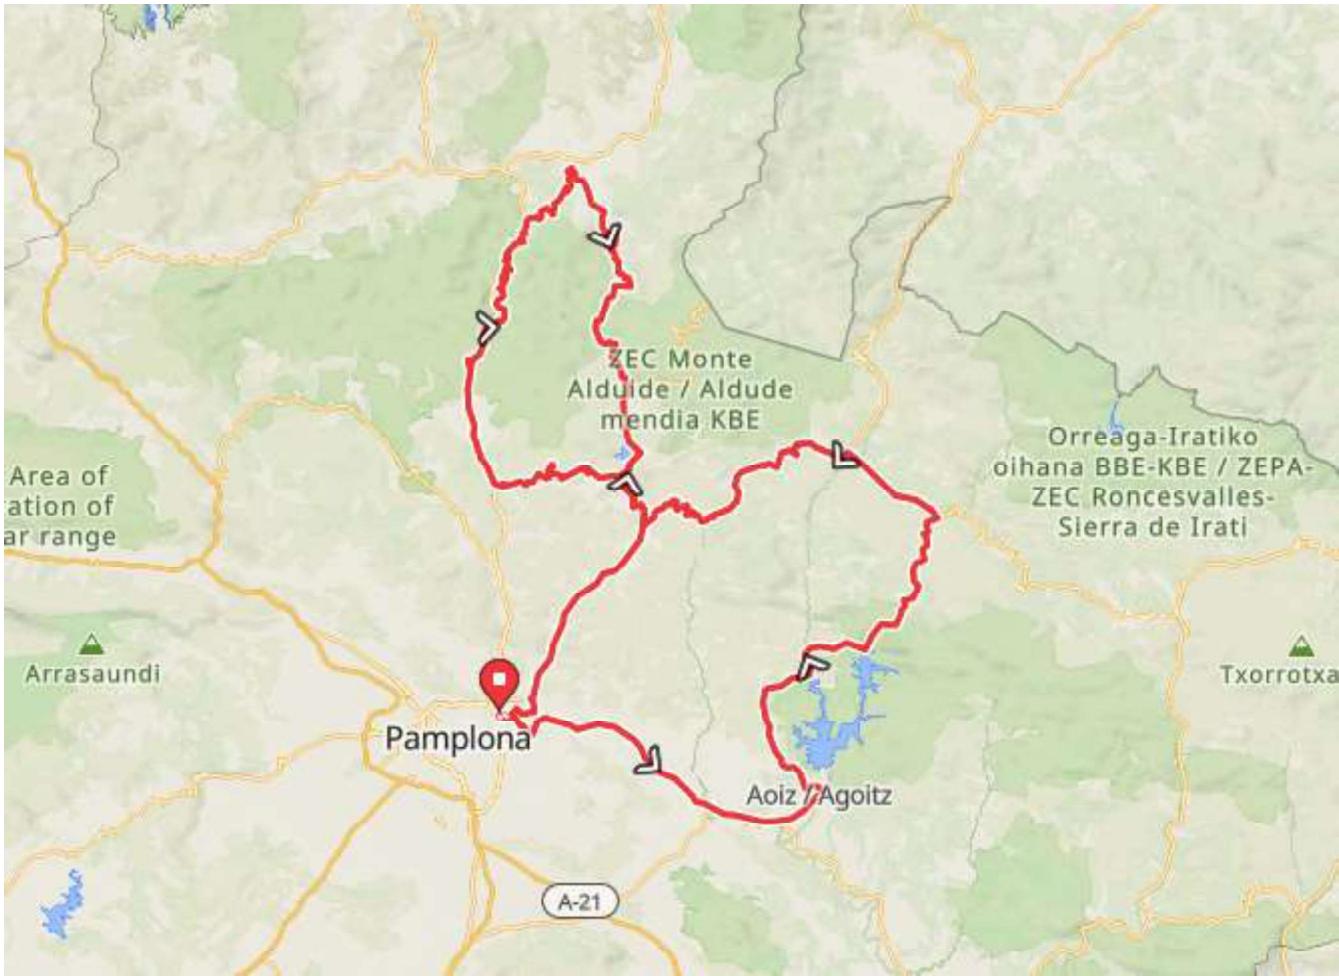 ZEC Monte
Alduide / Aldude
mendia KBE
Orreaga-Iratiko
oihana BBE-KBE / ZEPA-
ZEC Roncesvalles-
Sierra de Irati
Area of
ation of
ar range
Arrasaundi
Txorrotxa
Pamplona
Aoiz / Agoitz
A-21